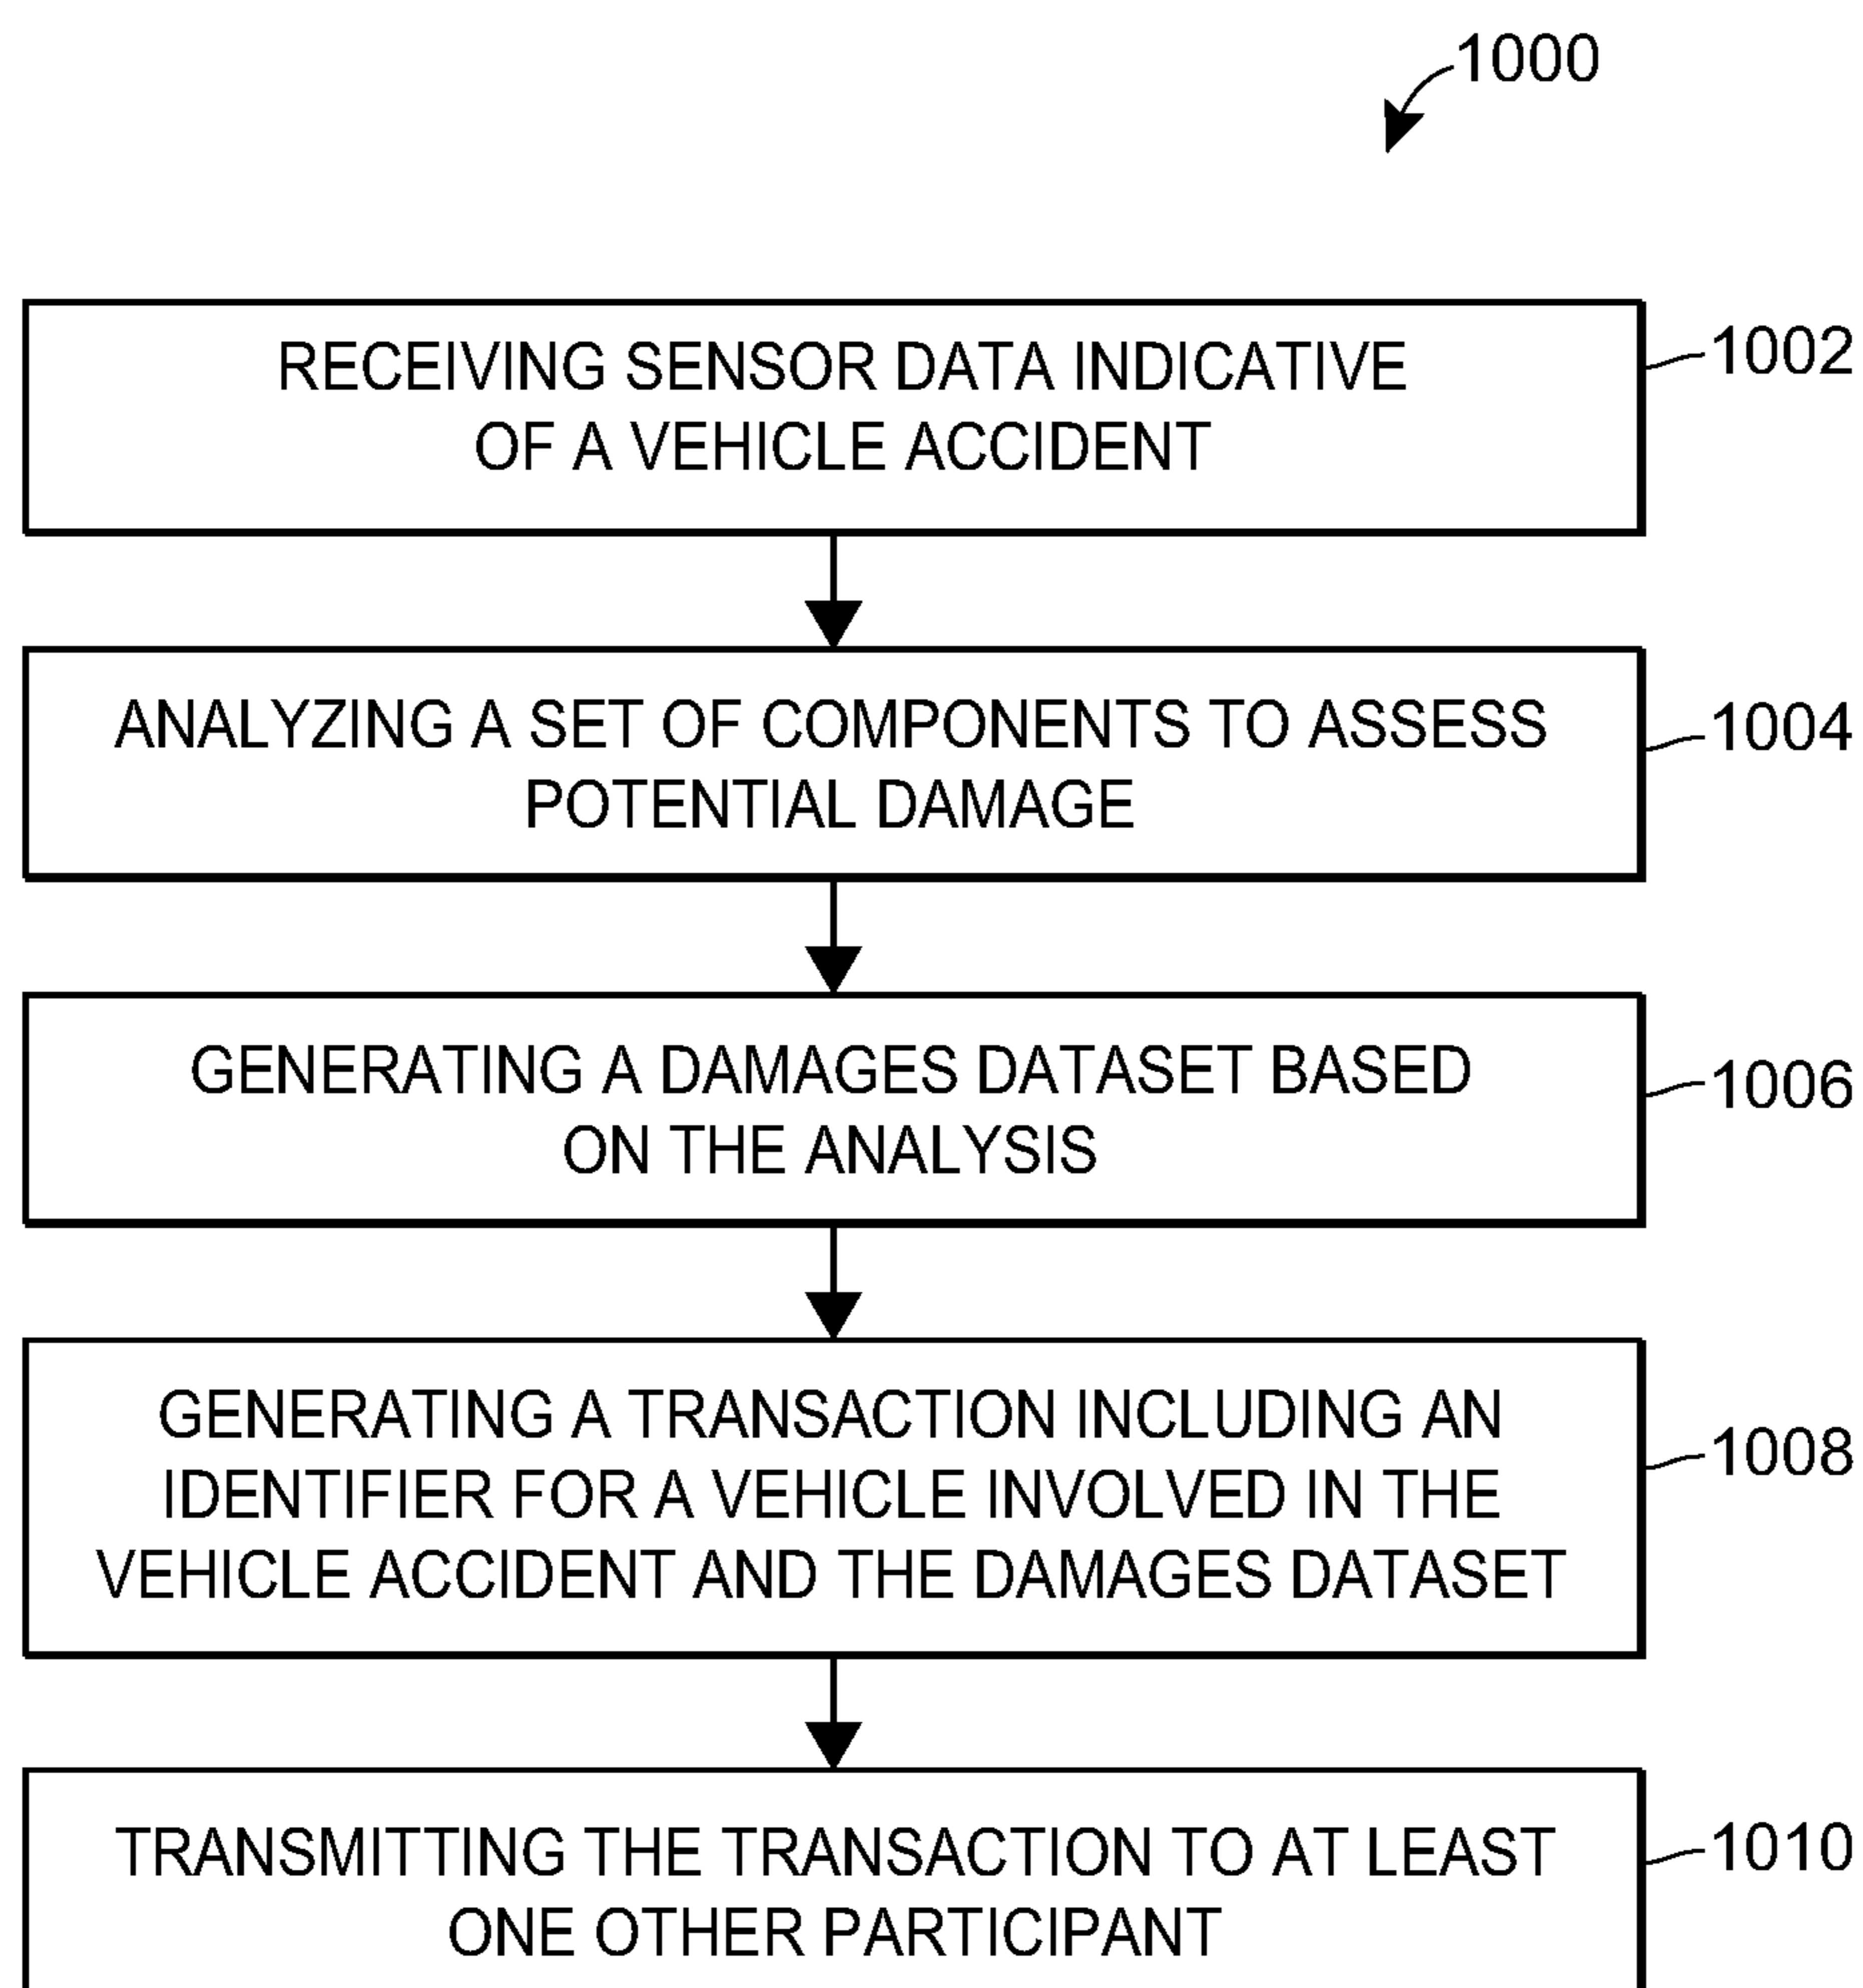 1000
RECEIVING SENSOR DATA INDICATIVE
OF A VEHICLE ACCIDENT
1002
ANALYZING A SET OF COMPONENTS TO ASSESS
POTENTIAL DAMAGE
1004
GENERATING A DAMAGES DATASET BASED
ON THE ANALYSIS
1006
GENERATING A TRANSACTION INCLUDING AN
IDENTIFIER FOR A VEHICLE INVOLVED IN THE
VEHICLE ACCIDENT AND THE DAMAGES DATASET
1008
TRANSMITTING THE TRANSACTION TO AT LEAST
ONE OTHER PARTICIPANT
1010